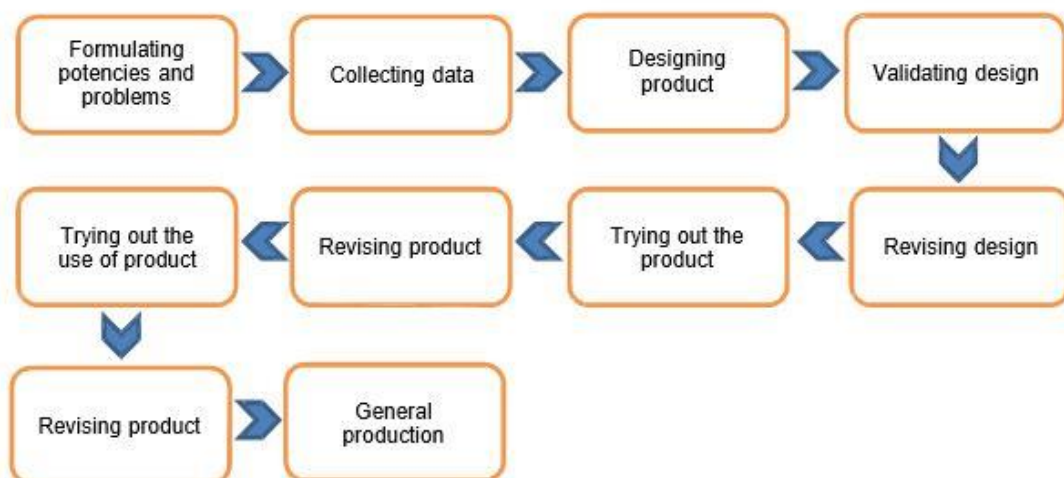 Formulating
potencies and
problems
Collecting data
Designing
product
Validating design
Revising design
Trying out the
product
Revising product
Trying out the
use of product
Revising product
General
production